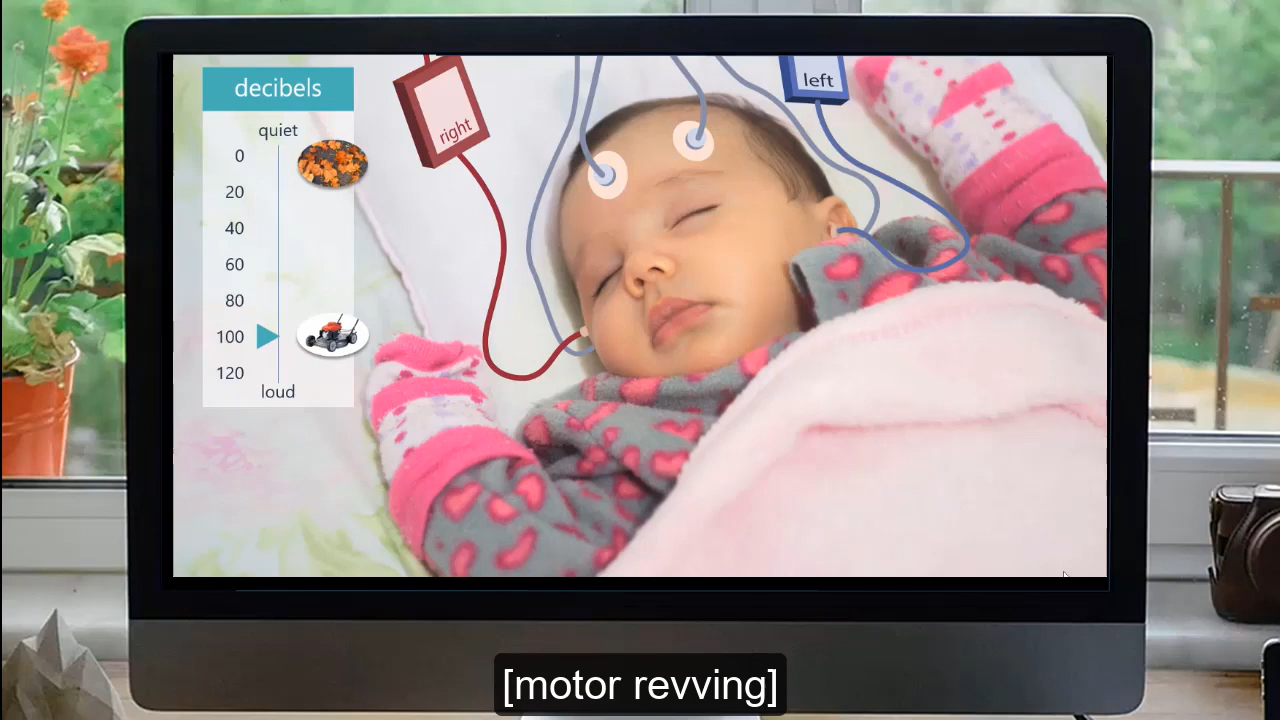 decibels
quiet
0
20
40
60
80
100
120
loud
right
left
[motor revving]